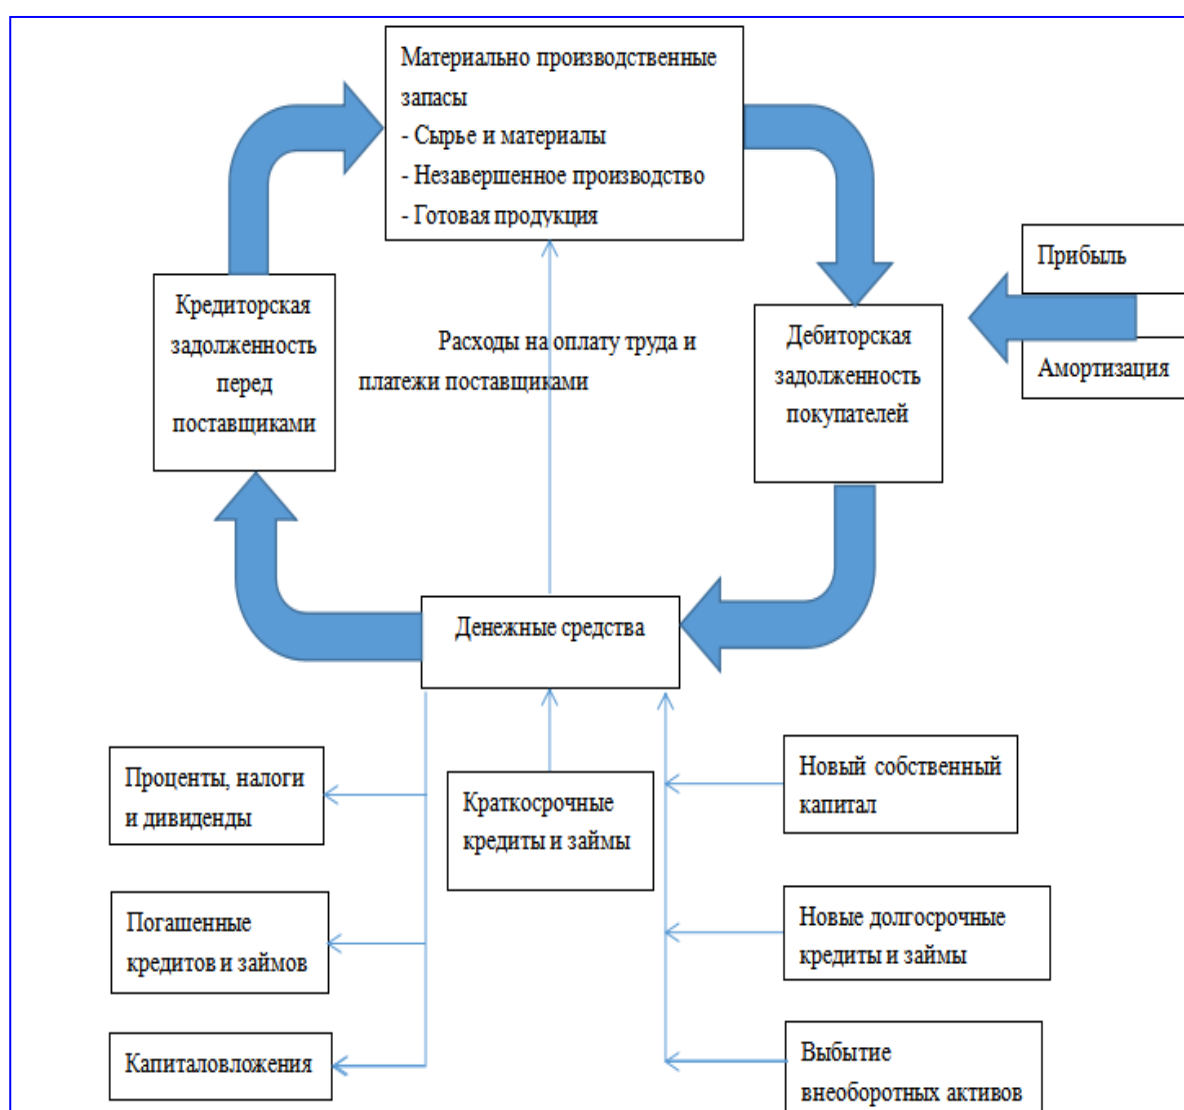 Материально производственные
запасы
- Сырье и материалы
- Незавершенное производство
- Готовая продукция
Прибыль
Амортизация
Кредиторская
задолженность
перед
поставщиками
Расходы на оплату труда и
платежи поставщиками
Дебиторская
задолженность
покупателей
Денежные средства
Проценты, налоги
и дивиденды
Краткосрочные
кредиты и займы
Новый собственный
капитал
Погашенные
кредитов и займов
Новые долгосрочные
кредиты и займы
Капиталовложения
Выбытие
внеоборотных активов